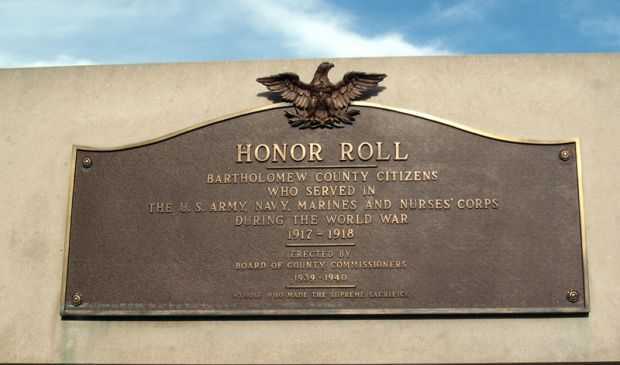 HONOR ROLL
BARTHOLOMEW COUNTY CITIZENS
WHO SERVED IN
THE U.S. ARMY, NAVY, MARINES AND NURSES' CORPS
DURING THE WORLD WAR
1917 - 1918
ERECTED BY
BOARD OF COUNTY COMMISSIONERS
1939 - 1940
WHO MADE THE SUPREME SACRIFICE